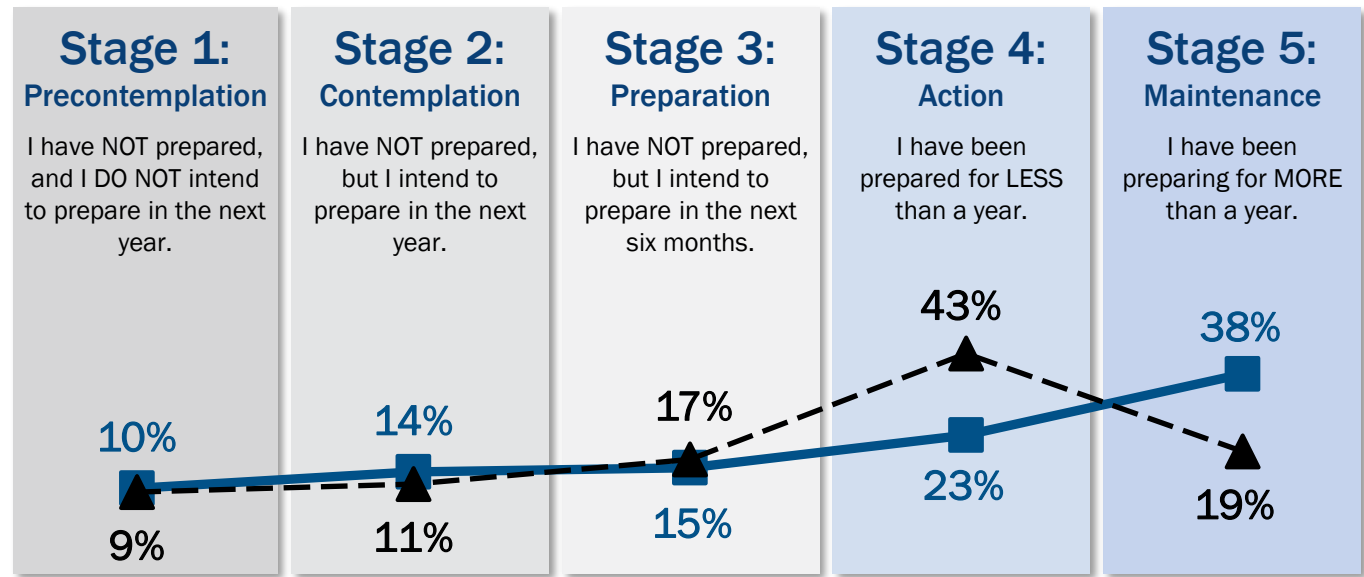 Stage 1:
Precontemplation
I have NOT prepared,
and I DO NOT intend
to prepare in the next
year.
10%
9%
Stage 2:
Contemplation
I have NOT prepared,
but I intend to
prepare in the next
year.
14%
11%
Stage 3:
Preparation
I have NOT prepared,
but I intend to
prepare in the next
six months.
17%
15%
Stage 4:
Action
I have been
prepared for LESS
than a year.
43%
23%
Stage 5:
Maintenance
I have been
preparing for MORE
than a year.
38%
19%